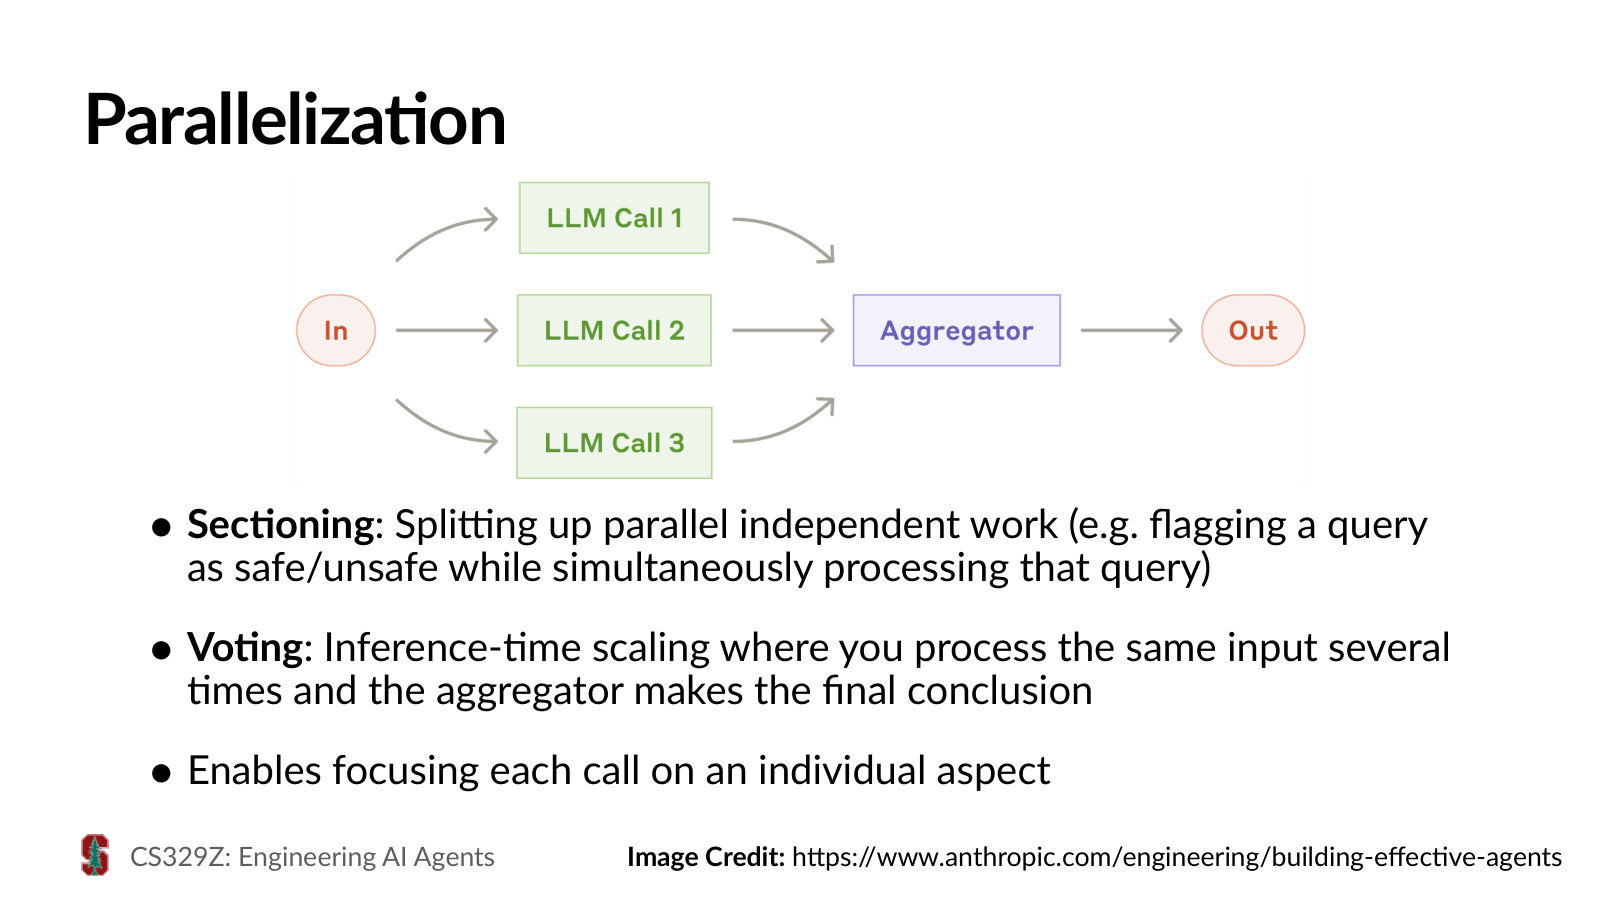 Parallelization
LLM Call 1
In
LLM Call 2
Aggregator
Out
LLM Call 3
● Sectioning: Splitting up parallel independent work (e.g. flagging a query
as safe/unsafe while simultaneously processing that query)
● Voting: Inference-time scaling where you process the same input several
times and the aggregator makes the final conclusion
● Enables focusing each call on an individual aspect
S CS329Z: Engineering AI Agents
Image Credit: https://www.anthropic.com/engineering/building-effective-agents